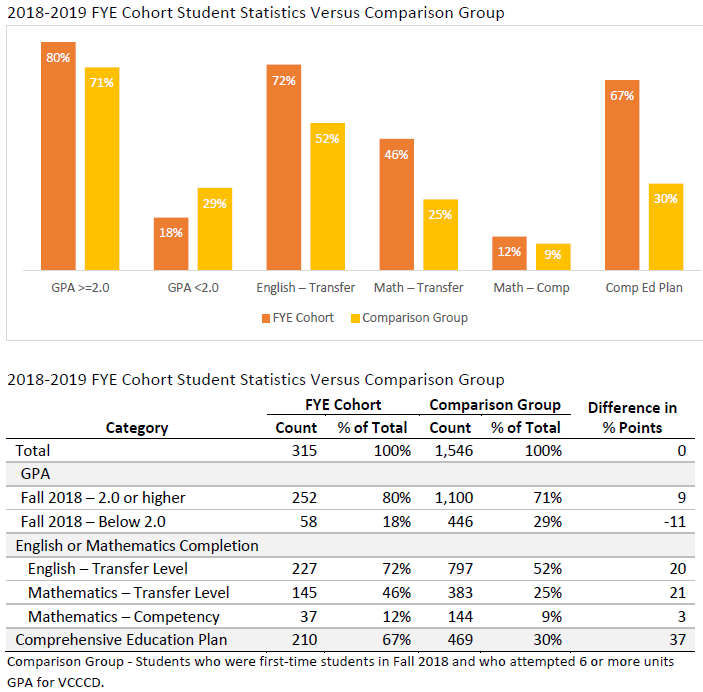 2018-2019 FYE Cohort Student Statistics Versus Comparison Group
80% 71% 18% 29% 72% 52% 46% 25% 12% 9% 67% 30%
GPA >=2.0 GPA <2.0 English – Transfer Math – Transfer Math – Comp Comp Ed Plan
FYE Cohort Comparison Group
2018-2019 FYE Cohort Student Statistics Versus Comparison Group
FYE Cohort Comparison Group Difference in
Category Count % of Total Count % of Total % Points
Total 315 100% 1,546 100% 0
GPA
Fall 2018 – 2.0 or higher 252 80% 1,100 71% 9
Fall 2018 – Below 2.0 58 18% 446 29% -11
English or Mathematics Completion
English – Transfer Level 227 72% 797 52% 20
Mathematics – Transfer Level 145 46% 383 25% 21
Mathematics – Competency 37 12% 144 9% 3
Comprehensive Education Plan 210 67% 469 30% 37
Comparison Group - Students who were first-time students in Fall 2018 and who attempted 6 or more units
GPA for VCCCD.